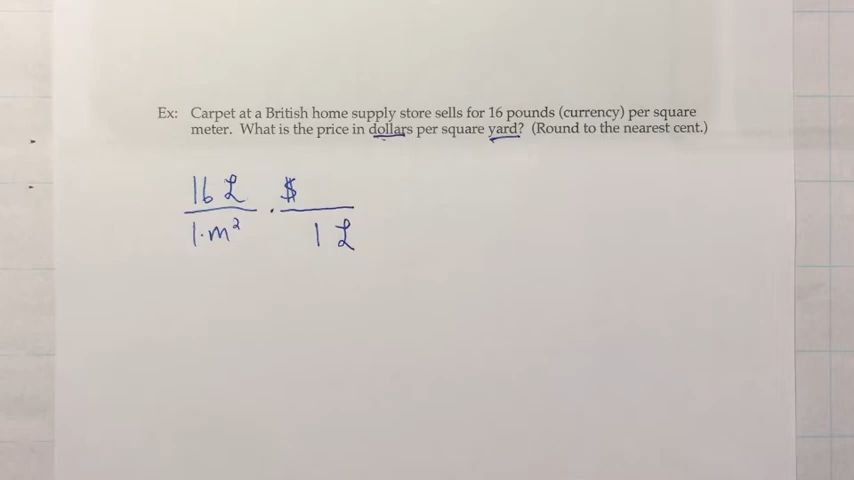 Ex: Carpet at a British home supply store sells for 16 pounds (currency) per square
meter. What is the price in dollars per square yard? (Round to the nearest cent.)
16 £ $
1·m² · 1 £